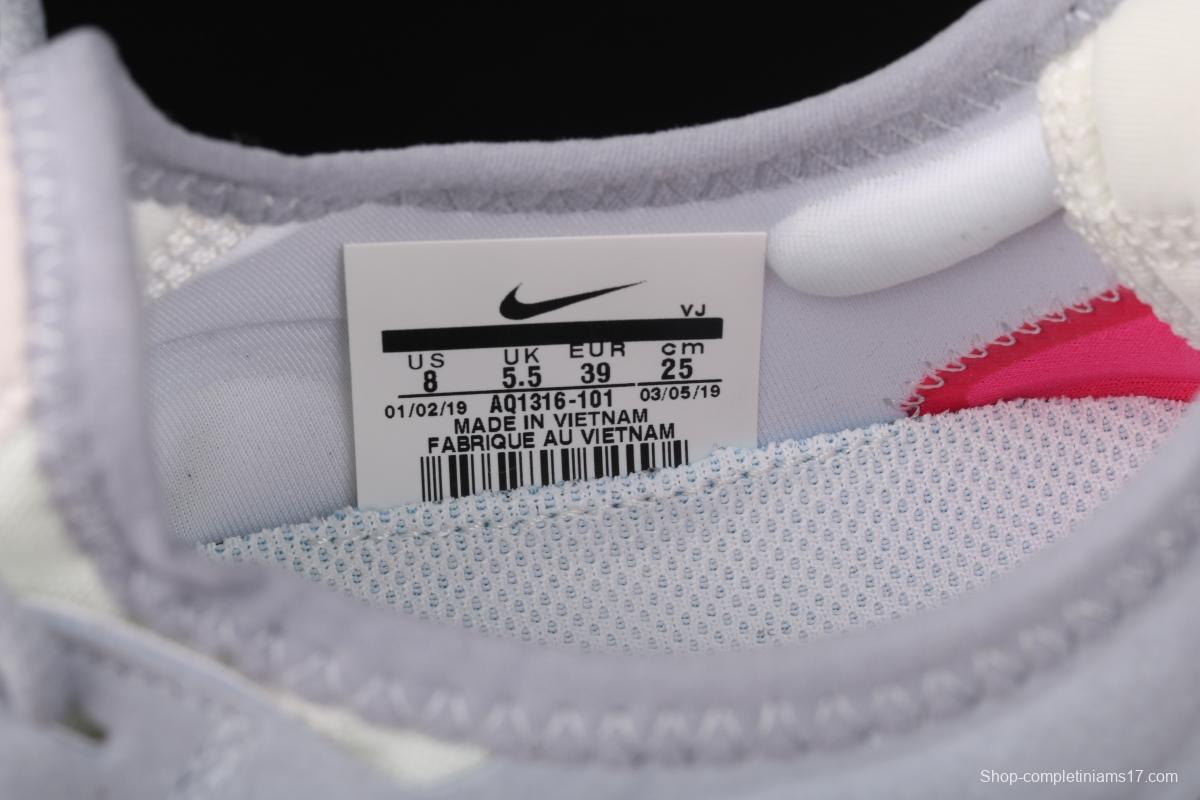 VJ
US UK EUR cm
8 5.5 39 25
01/02/19 AQ1316-101 03/05/19
MADE IN VIETNAM
FABRIQUE AU VIETNAM
Shop-completiniams17.com